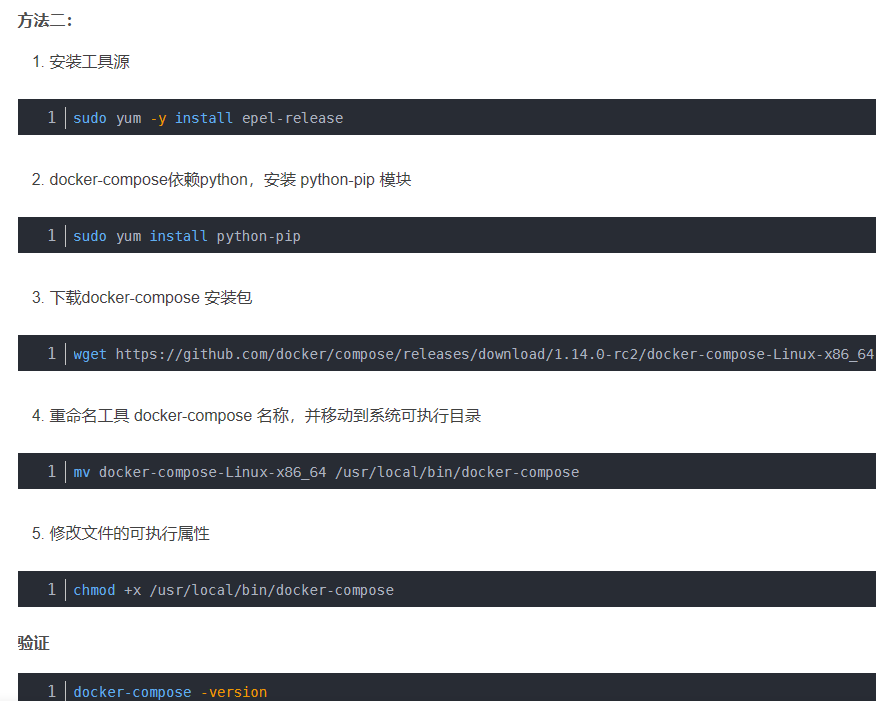 方法二：
1. 安装工具源
1 sudo yum -y install epel-release
2. docker-compose依赖python，安装 python-pip 模块
1 sudo yum install python-pip
3. 下载docker-compose 安装包
1 wget https://github.com/docker/compose/releases/download/1.14.0-rc2/docker-compose-Linux-x86_64
4. 重命名工具 docker-compose 名称，并移动到系统可执行目录
1 mv docker-compose-Linux-x86_64 /usr/local/bin/docker-compose
5. 修改文件的可执行属性
1 chmod +x /usr/local/bin/docker-compose
验证
1 docker-compose -version